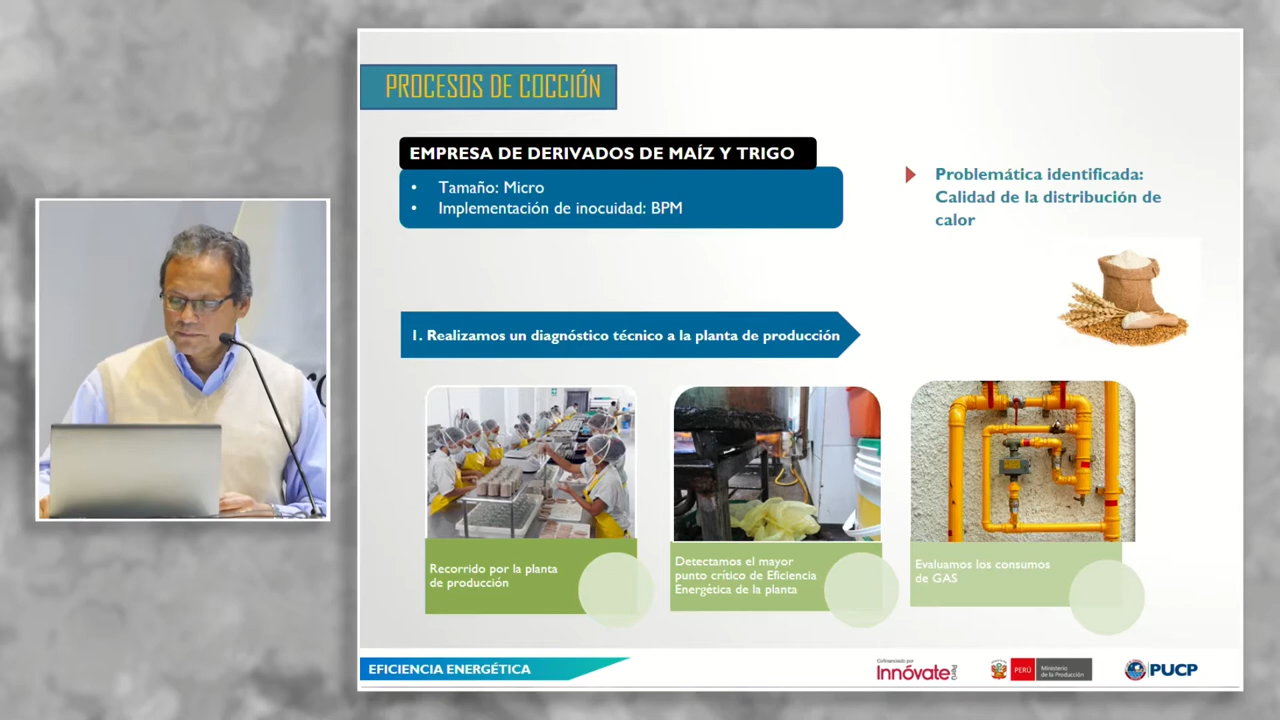 PROCESOS DE COCCIÓN
EMPRESA DE DERIVADOS DE MAÍZ Y TRIGO
• Tamaño: Micro
• Implementación de inocuidad: BPM
Problemática identificada:
Calidad de la distribución de
calor
1. Realizamos un diagnóstico técnico a la planta de producción
Recorrido por la planta
de producción
Detectamos el mayor
punto crítico de Eficiencia
Energética de la planta
Evaluamos los consumos
de GAS
EFICIENCIA ENERGÉTICA
Cofinanciado por
Innóvate Perú
PERÚ
Ministerio
de la Producción
PUCP